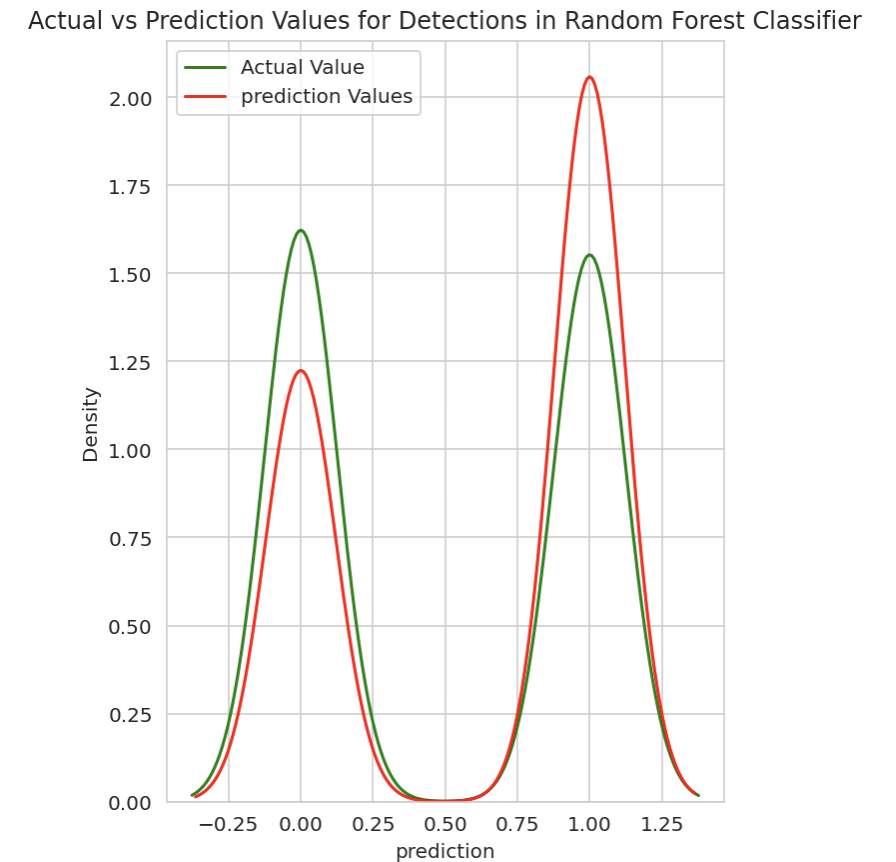 Actual vs Prediction Values for Detections in Random Forest Classifier
Actual Value
prediction Values
2.00
1.75
1.50
1.25
1.00
0.75
0.50
0.25
0.00
Density
−0.25 0.00 0.25 0.50 0.75 1.00 1.25
prediction